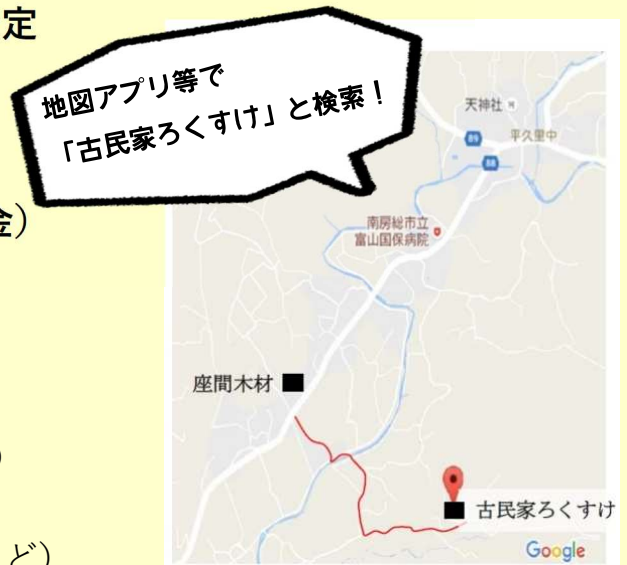 定
地図アプリ等で
「古民家ろくすけ」と検索！
金）
）
ど）
天神社
89
平久里中
88
南房総市立
富山国保病院
座間木材
古民家ろくすけ
Google